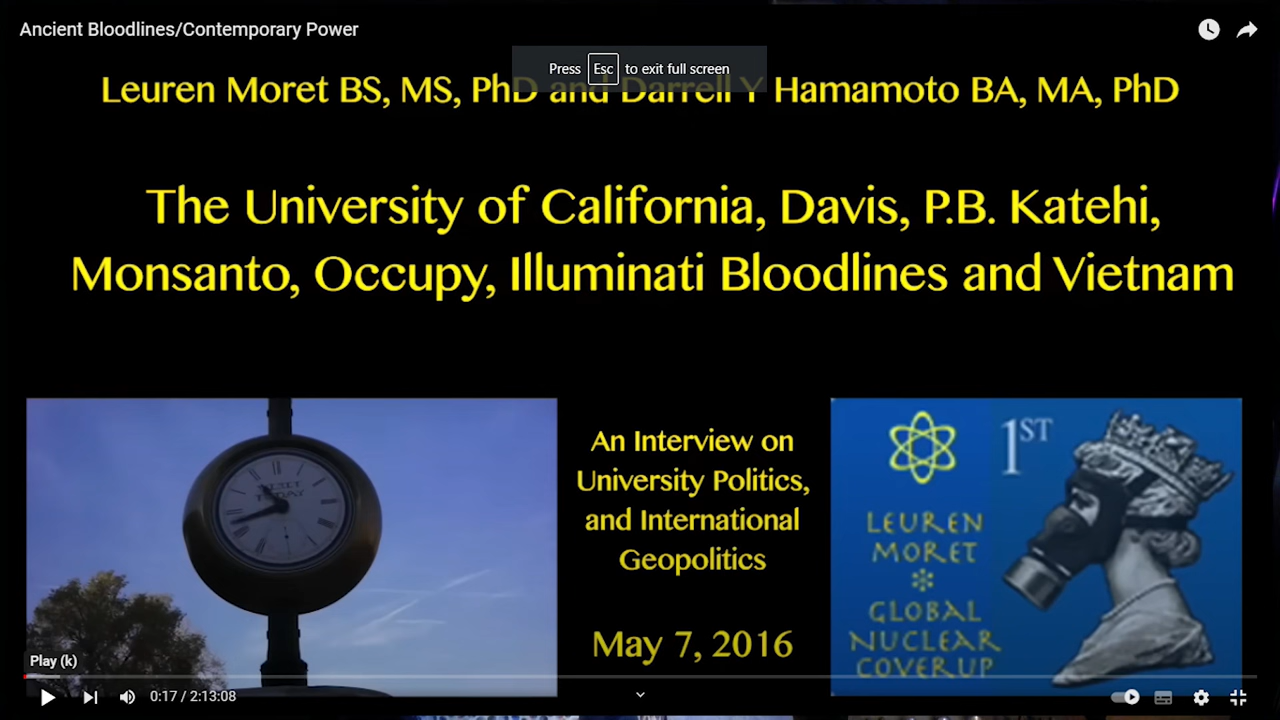 Ancient Bloodlines/Contemporary Power
Press Esc to exit full screen
Leuren Moret BS, MS, PhD and Darrell Y Hamamoto BA, MA, PhD
The University of California, Davis, P.B. Katehi,
Monsanto, Occupy, Illuminati Bloodlines and Vietnam
An Interview on
University Politics,
and International
Geopolitics
May 7, 2016
1ST
LEUREN
MORET
GLOBAL
NUCLEAR
COVERUP
Play (k)
0:17 / 2:13:08